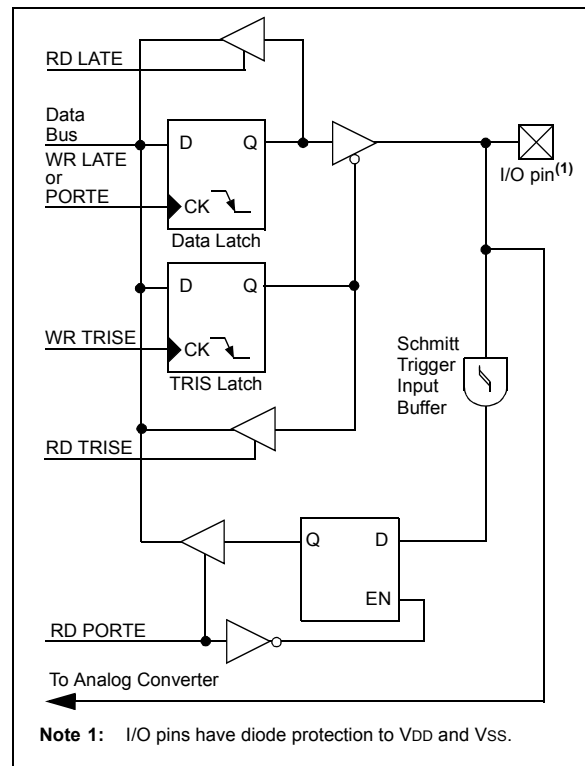 RD LATE
Data
Bus
WR LATE
or
PORTE
D Q
CK
Data Latch
I/O pin(1)
D Q
WR TRISE
CK
TRIS Latch
Schmitt
Trigger
Input
Buffer
RD TRISE
Q D
EN
RD PORTE
To Analog Converter
Note 1: I/O pins have diode protection to VDD and VSS.